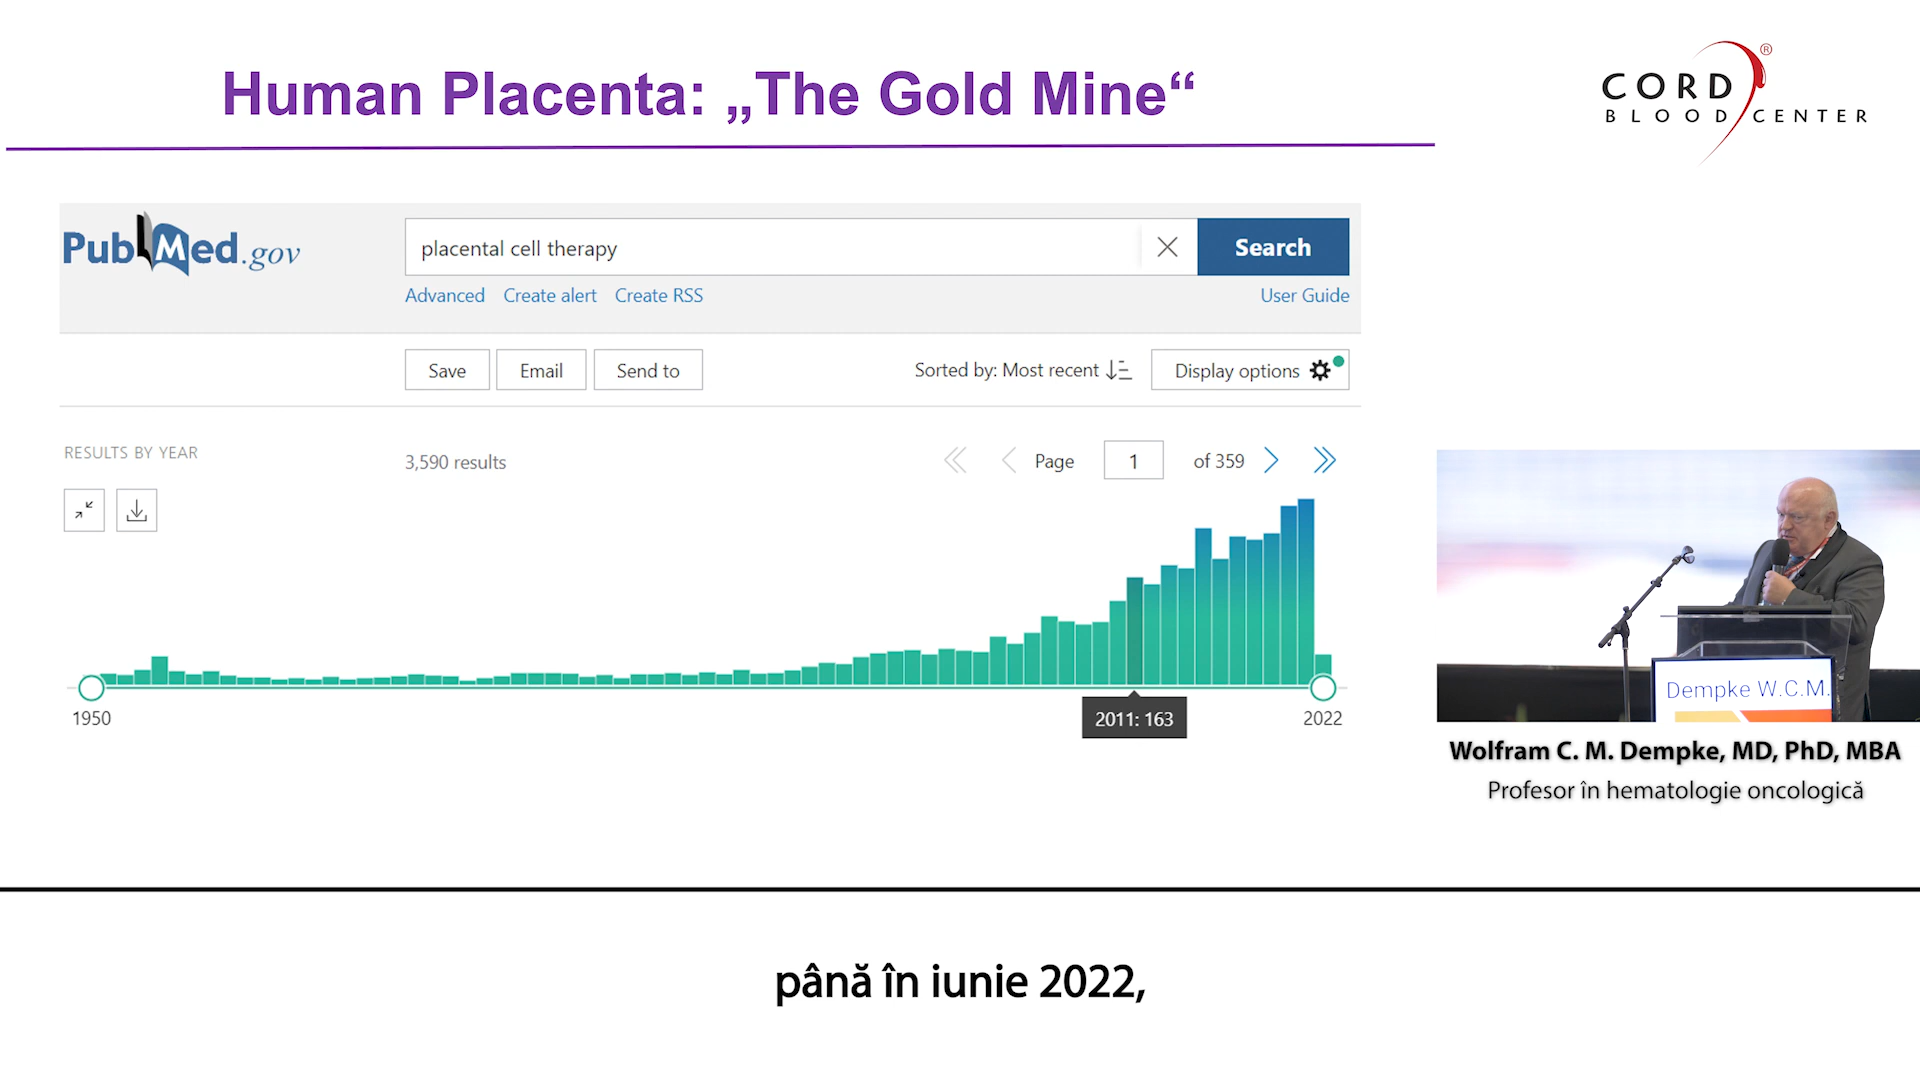 Human Placenta: „The Gold Mine“
CORD ®
BLOOD CENTER
PubMed.gov
placental cell therapy
Search
Advanced Create alert Create RSS
User Guide
Save Email Send to
Sorted by: Most recent
Display options
RESULTS BY YEAR
3,590 results
Page 1 of 359
1950
2011: 163
2022
Dempke W.C.M.
Wolfram C. M. Dempke, MD, PhD, MBA
Profesor în hematologie oncologică
până în iunie 2022,